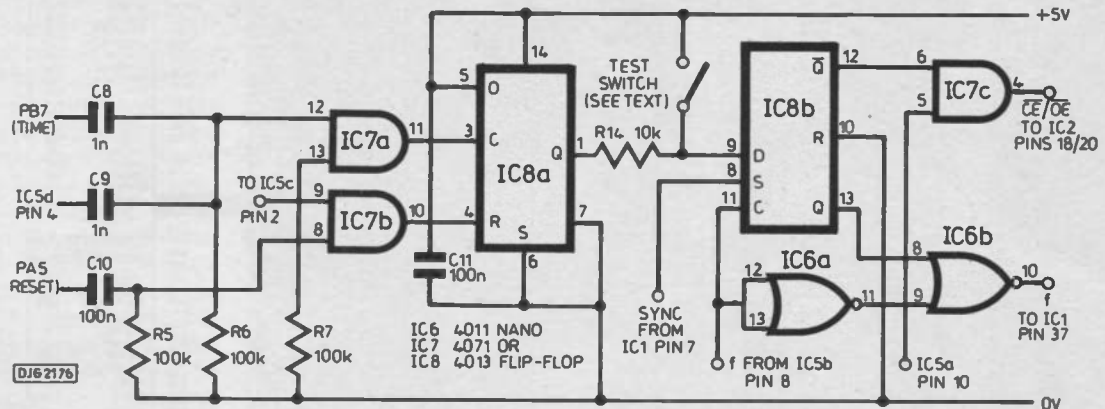 +5V
C8
PB7
(TIME)
1n
12
13
IC7a
11
C9
IC5d
PIN 4
1n
TO IC5c
PIN 2
9
8
IC7b
10
C10
PA5
RESET)
100n
R5
100k
R6
100k
R7
100k
14
5
O
3
C
Q
1
IC8a
4
R
S
6
7
C11
100n
TEST
SWITCH
(SEE TEXT)
R14 10k
12
Q
IC8b
R
10
9
D
8
S
11
C
Q
13
6
5
IC7c
4
CE/OE
TO IC2
PINS 18/20
IC6a
12
13
11
IC6b
8
9
10
f
TO IC1
PIN 37
SYNC
FROM
IC1 PIN 7
f FROM IC5b
PIN 8
IC5a
PIN 10
IC6 4011 NANO
IC7 4071 OR
IC8 4013 FLIP-FLOP
DJG2176
0V